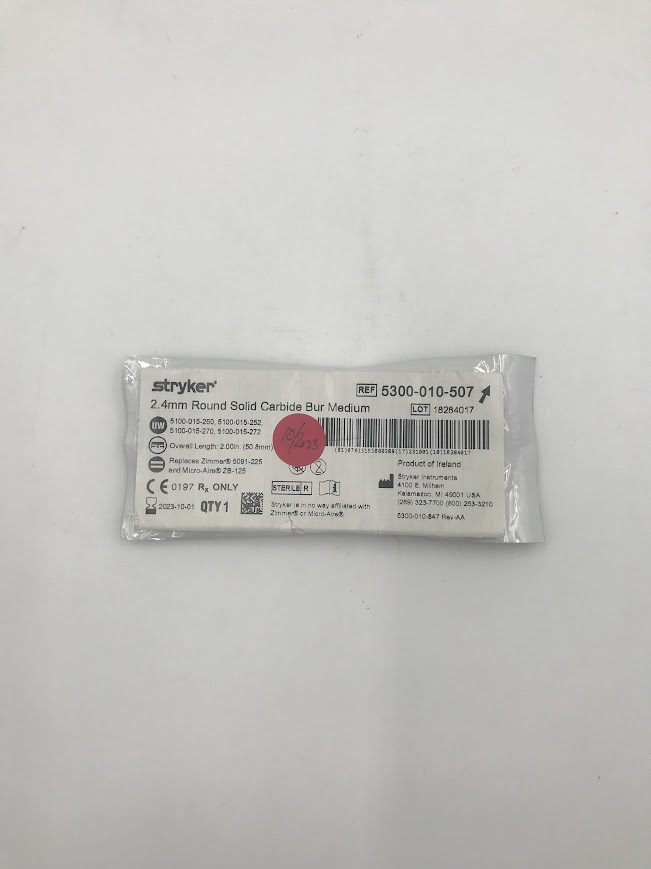 stryker®
REF 5300-010-507
2.4mm Round Solid Carbide Bur Medium
LOT 18284017
UW 5100-015-250, 5100-015-252,
5100-015-270, 5100-015-272
Overall Length: 2.00in. (50.8mm)
Replaces Zimmer® 5091-225
and Micro-Aire® ZB-125
10/2023
CE 0197 Rx ONLY
2023-10-01 QTY 1
STERILE R
Stryker is in no way affiliated with
Zimmer® or Micro-Aire®
Product of Ireland
Stryker Instruments
4100 E. Milham
Kalamazoo, MI 49001 USA
(269) 323-7700 (800) 253-3210
5300-010-847 Rev-AA